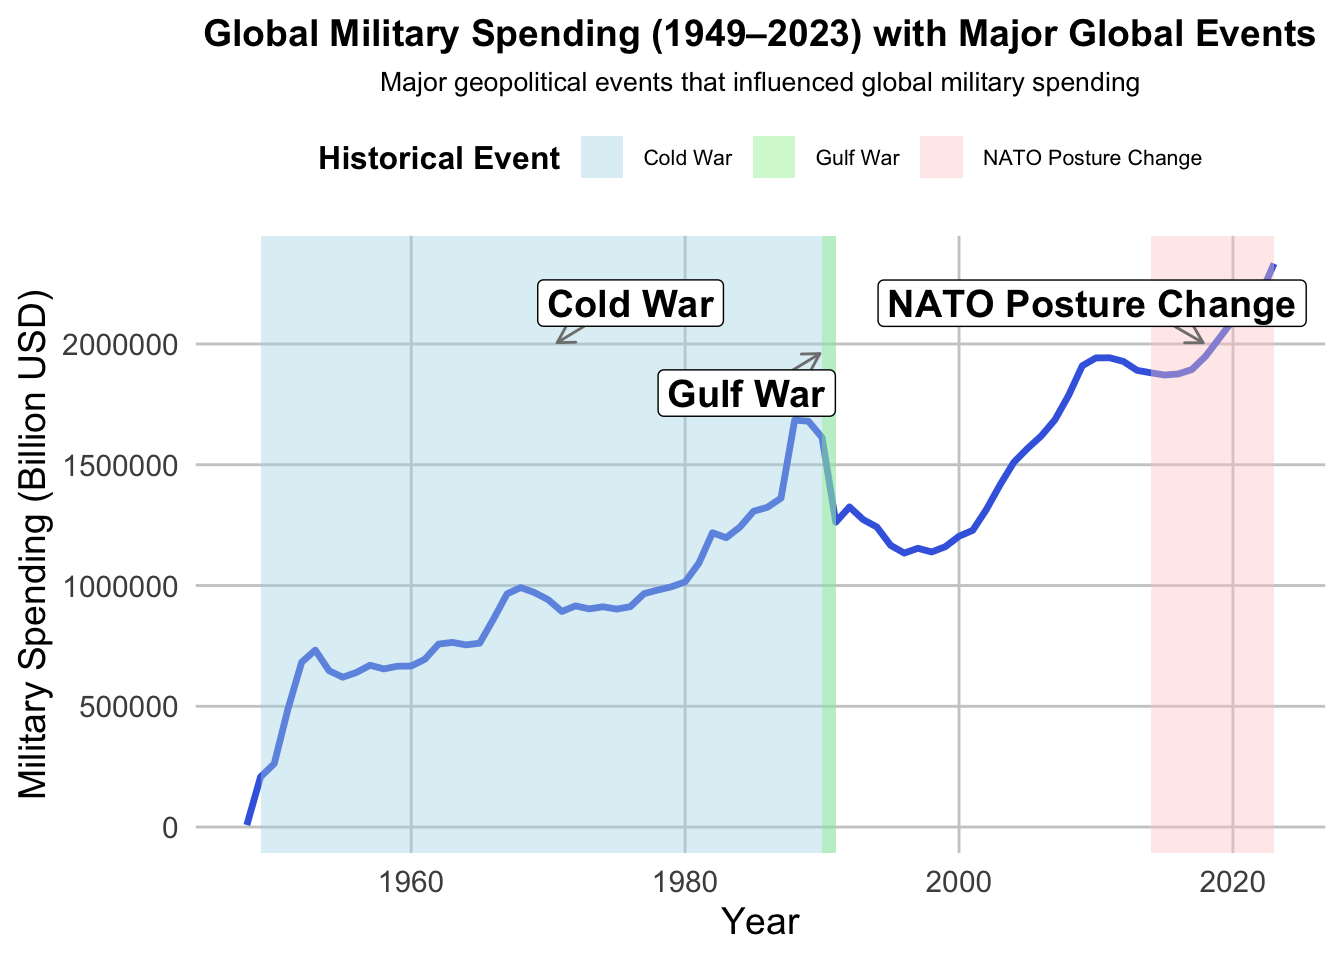 Global Military Spending (1949–2023) with Major Global Events
Major geopolitical events that influenced global military spending
Historical Event
Cold War
Gulf War
NATO Posture Change
Military Spending (Billion USD)
2000000
1500000
1000000
500000
0
Cold War
NATO Posture Change
Gulf War
1960
1980
2000
2020
Year